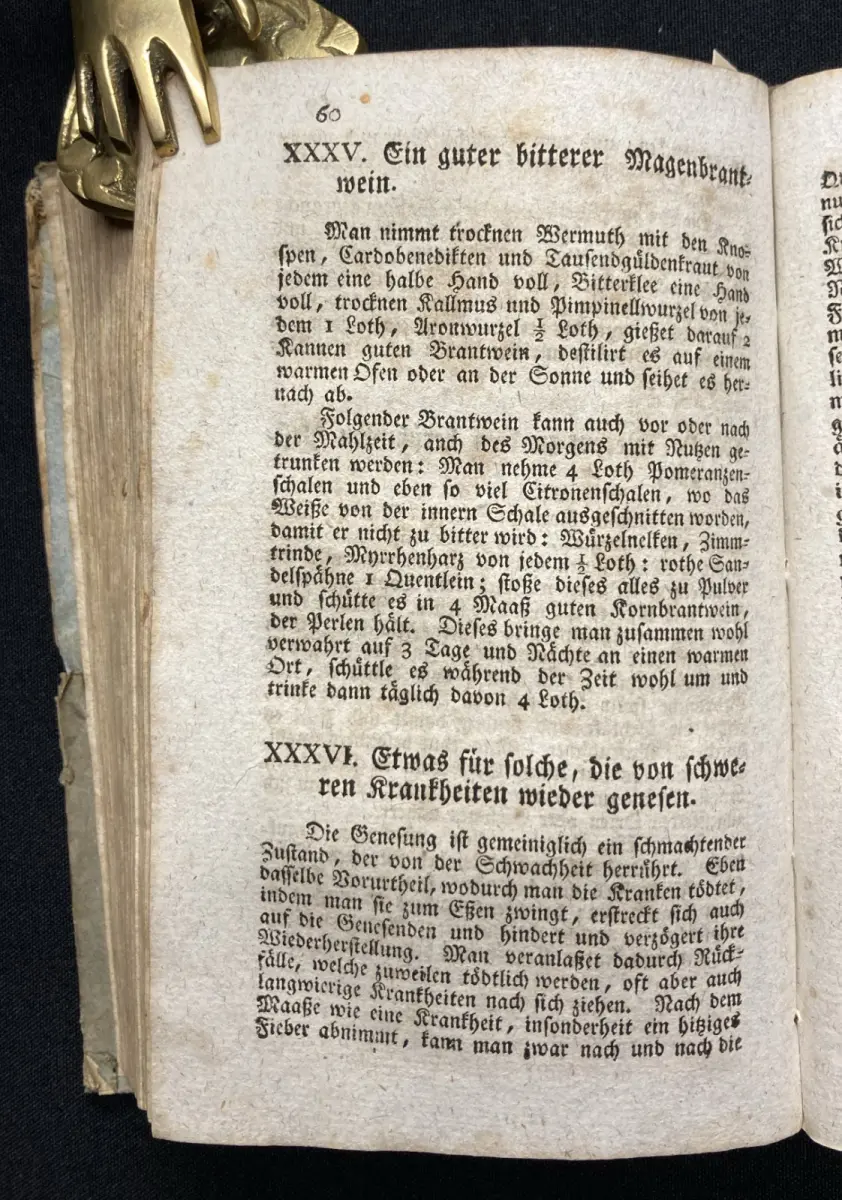 60
XXXV. Ein guter bitterer Magenbrant-
wein.
Man nimmt trocknen Wermuth mit den Kno-
spen, Cardobenedikten und Tausendgüldenkraut von
jedem eine halbe Hand voll, Bitterklee eine Hand
voll, trocknen Kallmus und Pimpinellwurzel von je-
dem 1 Loth, Aronwurzel ½ Loth, gießet darauf 2
Kannen guten Brantwein, destilirt es auf einem
warmen Ofen oder an der Sonne und seihet es her-
nach ab.
Folgender Brantwein kann auch vor oder nach
der Mahlzeit, anch des Morgens mit Nutzen ge-
trunken werden: Man nehme 4 Loth Pomeranzen-
schalen und eben so viel Citronenschalen, wo das
Weiße von der innern Schale ausgeschnitten worden,
damit er nicht zu bitter wird: Würzelnelken, Zimm-
trinde, Myrrhenharz von jedem ½ Loth: rothe San-
delspähne 1 Quentlein; stoße dieses alles zu Pulver
und schütte es in 4 Maaß guten Kornbrantwein,
der Perlen hält. Dieses bringe man zusammen wohl
verwahrt auf 3 Tage und Nächte an einen warmen
Ort, schüttle es während der Zeit wohl um und
trinke dann täglich davon 4 Loth.
XXXVI. Etwas für solche, die von schwe-
ren Krankheiten wieder genesen.
Die Genesung ist gemeiniglich ein schmachtender
Zustand, der von der Schwachheit herrührt. Eben
dasselbe Vorurtheil, wodurch man die Kranken tödtet,
indem man sie zum Eßen zwingt, erstreckt sich auch
auf die Genesenden und hindert und verzögert ihre
Wiederherstellung. Man veranlaßet dadurch Rück-
fälle, welche zuweilen tödtlich werden, oft aber auch
langwierige Krankheiten nach sich ziehen. Nach dem
Maaße wie eine Krankheit, insonderheit ein hitziges
Fieber abnimmt, kann man zwar nach und nach die